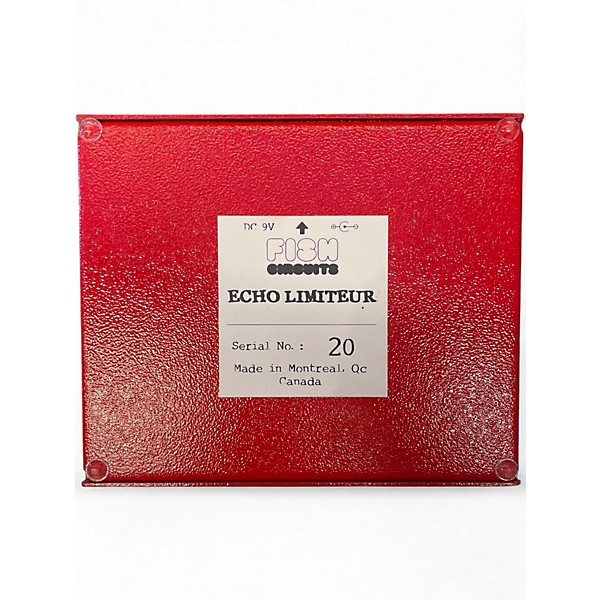 DC 9V
FISH
CIRCUITS
ECHO LIMITEUR
Serial No.: 20
Made in Montreal, Qc
Canada